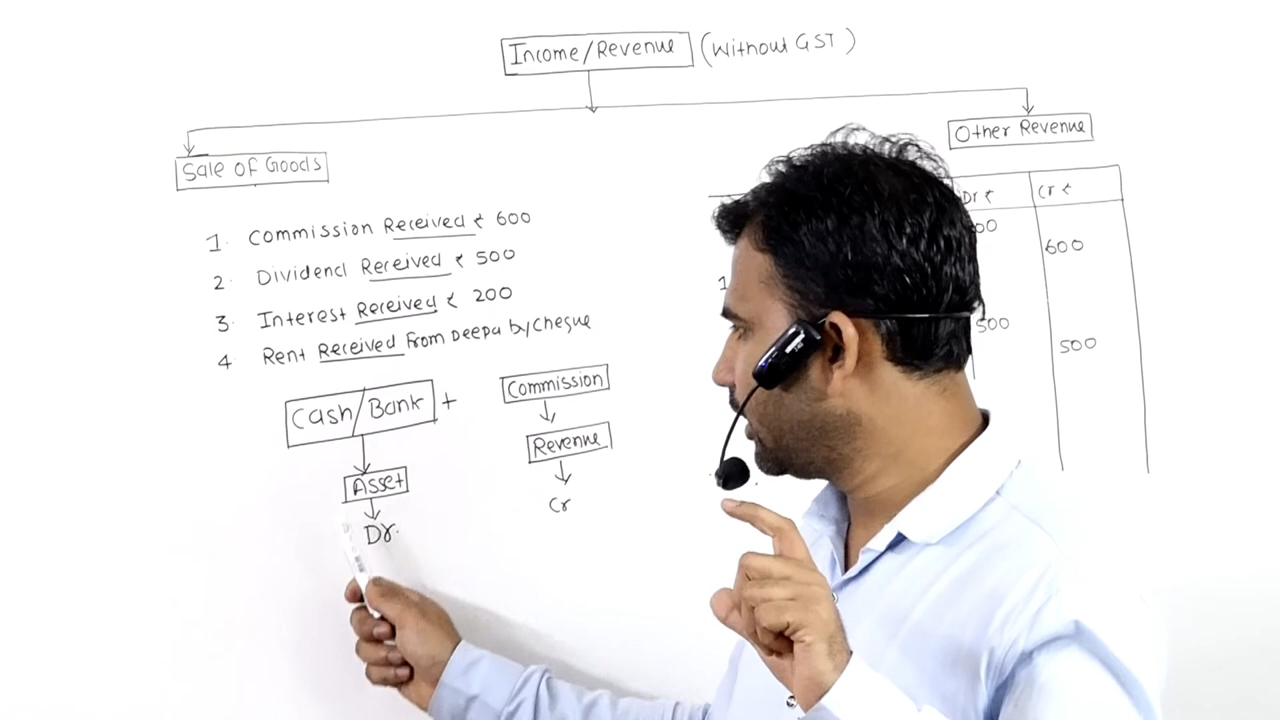 Income/Revenue (Without GST)
Sale Of Goods
Other Revenue
1. Commission Received ₹ 600
2. Dividend Received ₹ 500
3. Interest Received ₹ 200
4 Rent Received From Deepa by Cheque
Cash/Bank +
Asset
Dr.
Commission
Revenue
Cr
Dr ₹ Cr ₹
00
600
1
500
500